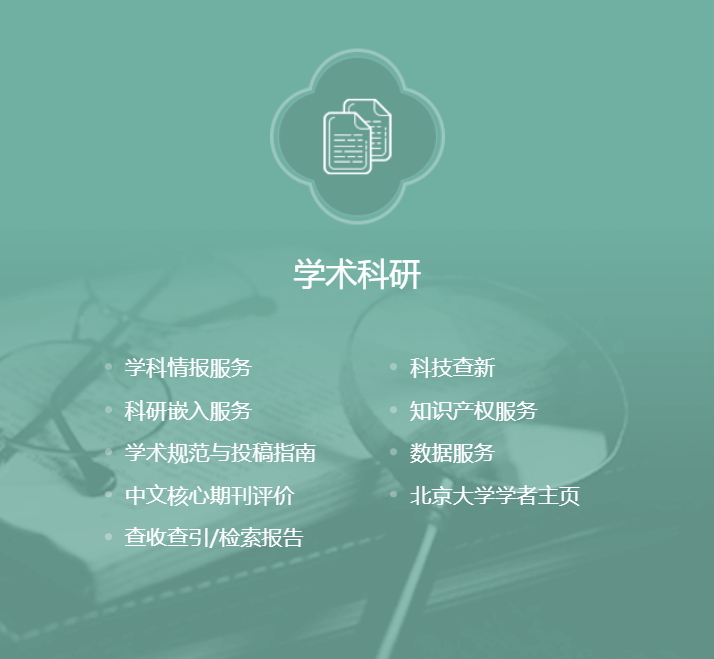 学术科研
学科情报服务
科研嵌入服务
学术规范与投稿指南
中文核心期刊评价
查收查引/检索报告
科技查新
知识产权服务
数据服务
北京大学学者主页